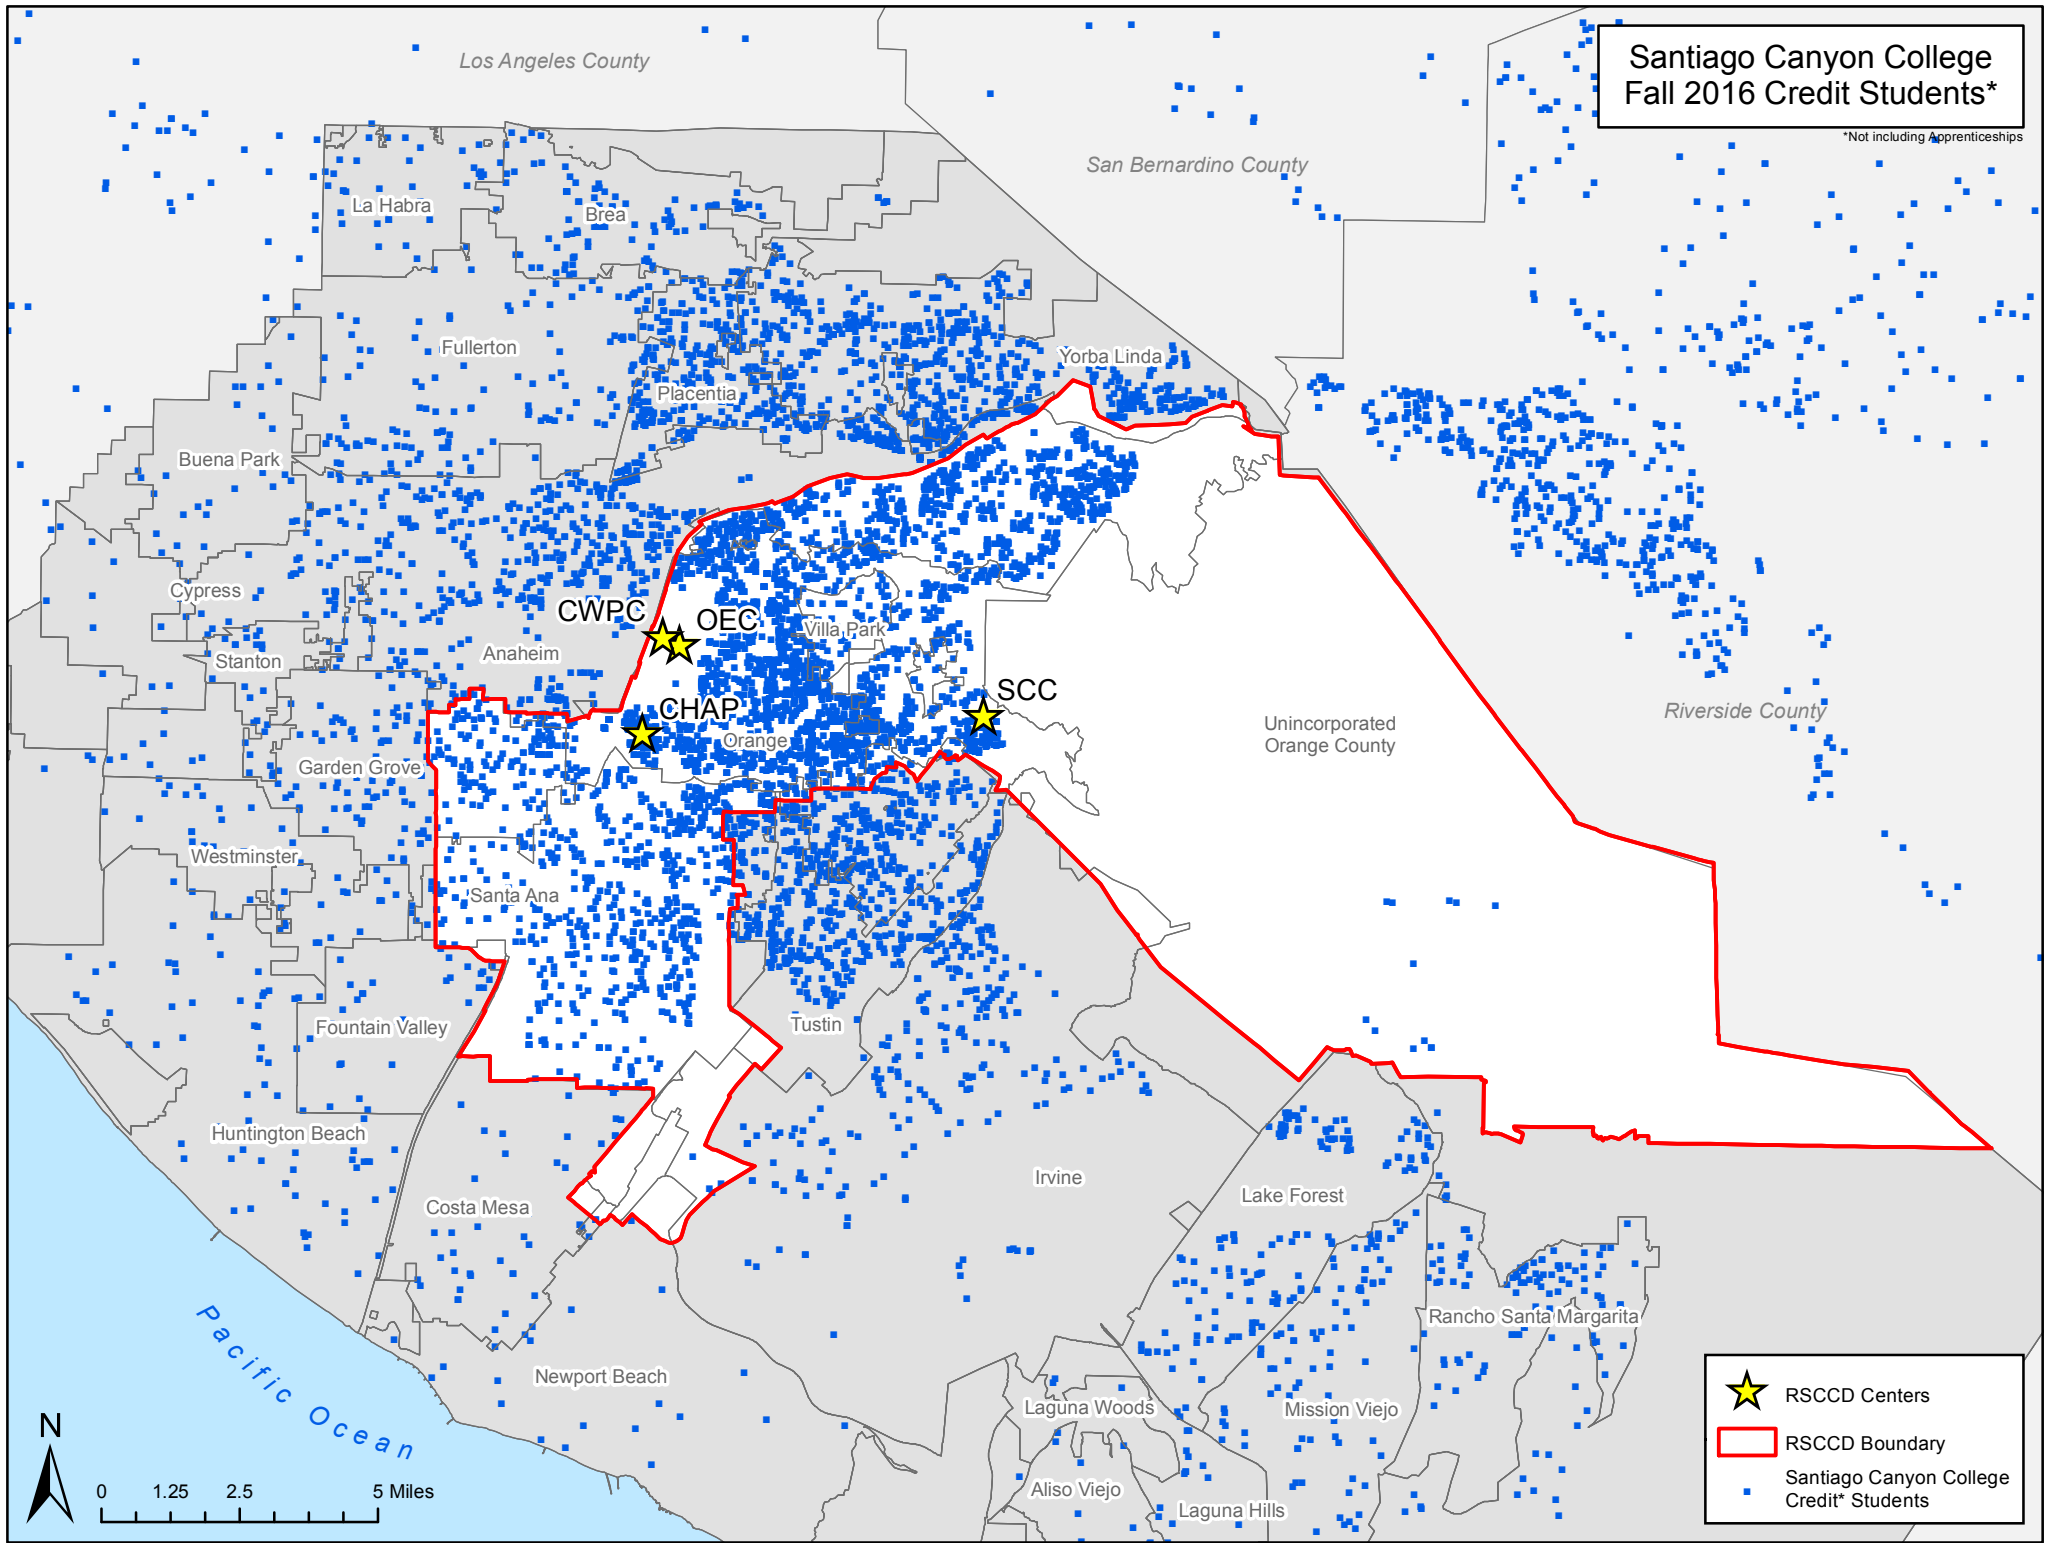 Santiago Canyon College
Fall 2016 Credit Students*
*Not including Apprenticeships
Los Angeles County
San Bernardino County
La Habra
Brea
Fullerton
Yorba Linda
Placentia
Buena Park
Cypress
CWPC
OEC
Villa Park
Stanton
Anaheim
SCC
CHAP
Orange
Unincorporated
Orange County
Riverside County
Garden Grove
Westminster
Santa Ana
Fountain Valley
Tustin
Huntington Beach
Irvine
Lake Forest
Costa Mesa
Rancho Santa Margarita
Pacific Ocean
Newport Beach
Laguna Woods
Mission Viejo
Aliso Viejo
Laguna Hills
N
0 1.25 2.5 5 Miles
RSCCD Centers
RSCCD Boundary
Santiago Canyon College
Credit* Students